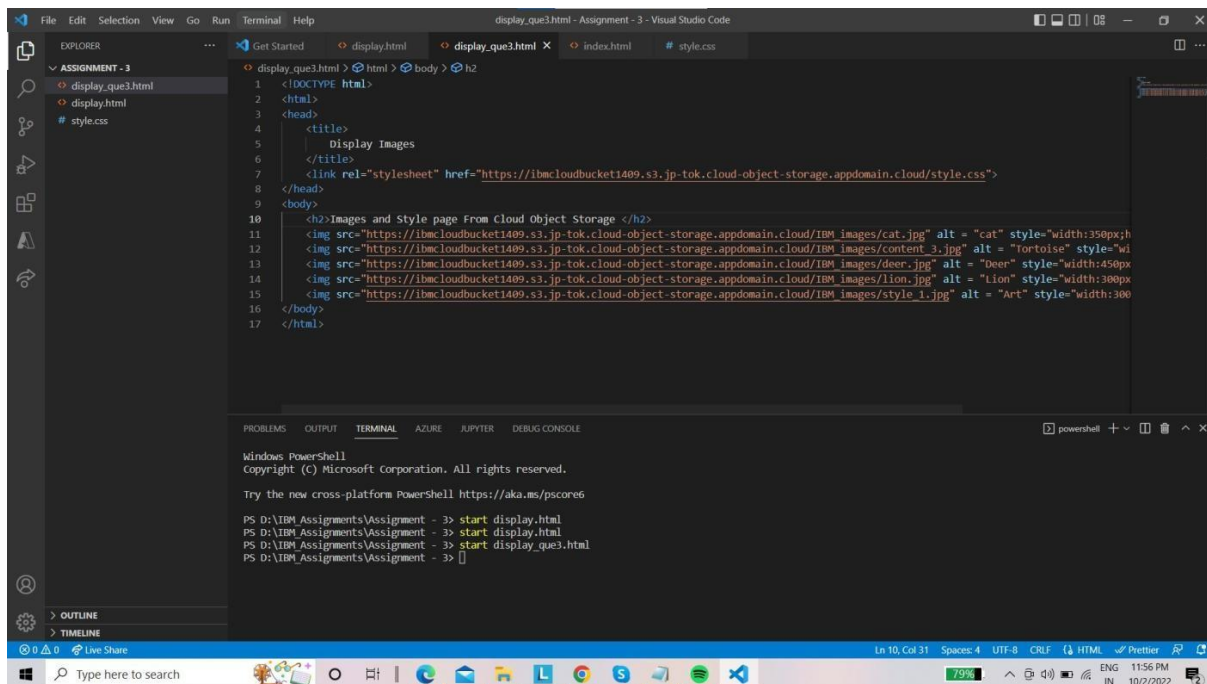 File Edit Selection View Go Run Terminal Help
display_que3.html - Assignment - 3 - Visual Studio Code
EXPLORER
Get Started
display.html
display_que3.html
index.html
# style.css
ASSIGNMENT - 3
display_que3.html
display.html
# style.css
display_que3.html > html > body > h2
1 <!DOCTYPE html>
2 <html>
3 <head>
4 <title>
5 Display Images
6 </title>
7 <link rel="stylesheet" href="https://ibmcloudbucket1409.s3.jp-tok.cloud-object-storage.appdomain.cloud/style.css">
8 </head>
9 <body>
10 <h2>Images and Style page From Cloud Object Storage </h2>
11 <img src="https://ibmcloudbucket1409.s3.jp-tok.cloud-object-storage.appdomain.cloud/IBM_images/cat.jpg" alt = "cat" style="width:350px;h
12 <img src="https://ibmcloudbucket1409.s3.jp-tok.cloud-object-storage.appdomain.cloud/IBM_images/content_3.jpg" alt = "Tortoise" style="wi
13 <img src="https://ibmcloudbucket1409.s3.jp-tok.cloud-object-storage.appdomain.cloud/IBM_images/deer.jpg" alt = "Deer" style="width:450px
14 <img src="https://ibmcloudbucket1409.s3.jp-tok.cloud-object-storage.appdomain.cloud/IBM_images/lion.jpg" alt = "Lion" style="width:300px
15 <img src="https://ibmcloudbucket1409.s3.jp-tok.cloud-object-storage.appdomain.cloud/IBM_images/style_1.jpg" alt = "Art" style="width:300
16 </body>
17 </html>
PROBLEMS OUTPUT TERMINAL AZURE JUPYTER DEBUG CONSOLE
powershell
Windows PowerShell
Copyright (C) Microsoft Corporation. All rights reserved.
Try the new cross-platform PowerShell https://aka.ms/pscore6
PS D:\IBM_Assignments\Assignment - 3> start display.html
PS D:\IBM_Assignments\Assignment - 3> start display.html
PS D:\IBM_Assignments\Assignment - 3> start display_que3.html
PS D:\IBM_Assignments\Assignment - 3>
OUTLINE
TIMELINE
0 0 Live Share
Ln 10, Col 31 Spaces: 4 UTF-8 CRLF HTML Prettier
Type here to search
L
S
79%
ENG
IN
11:56 PM
10/2/2022
2